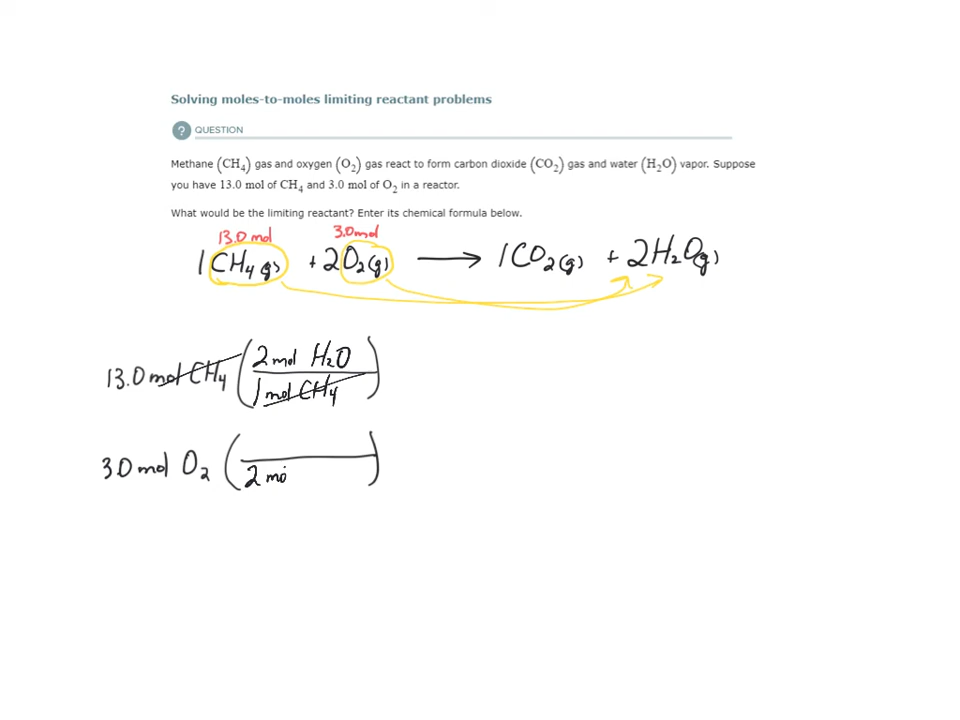 Solving moles-to-moles limiting reactant problems
? QUESTION
Methane (CH₄) gas and oxygen (O₂) gas react to form carbon dioxide (CO₂) gas and water (H₂O) vapor. Suppose
you have 13.0 mol of CH₄ and 3.0 mol of O₂ in a reactor.
What would be the limiting reactant? Enter its chemical formula below.
13.0 mol 3.0 mol
1 CH₄(g) + 2 O₂(g) ⟶ 1 CO₂(g) + 2 H₂O(g)
13.0 mol CH₄ (2 mol H₂O / 1 mol CH₄)
3.0 mol O₂ ( / 2 mo)